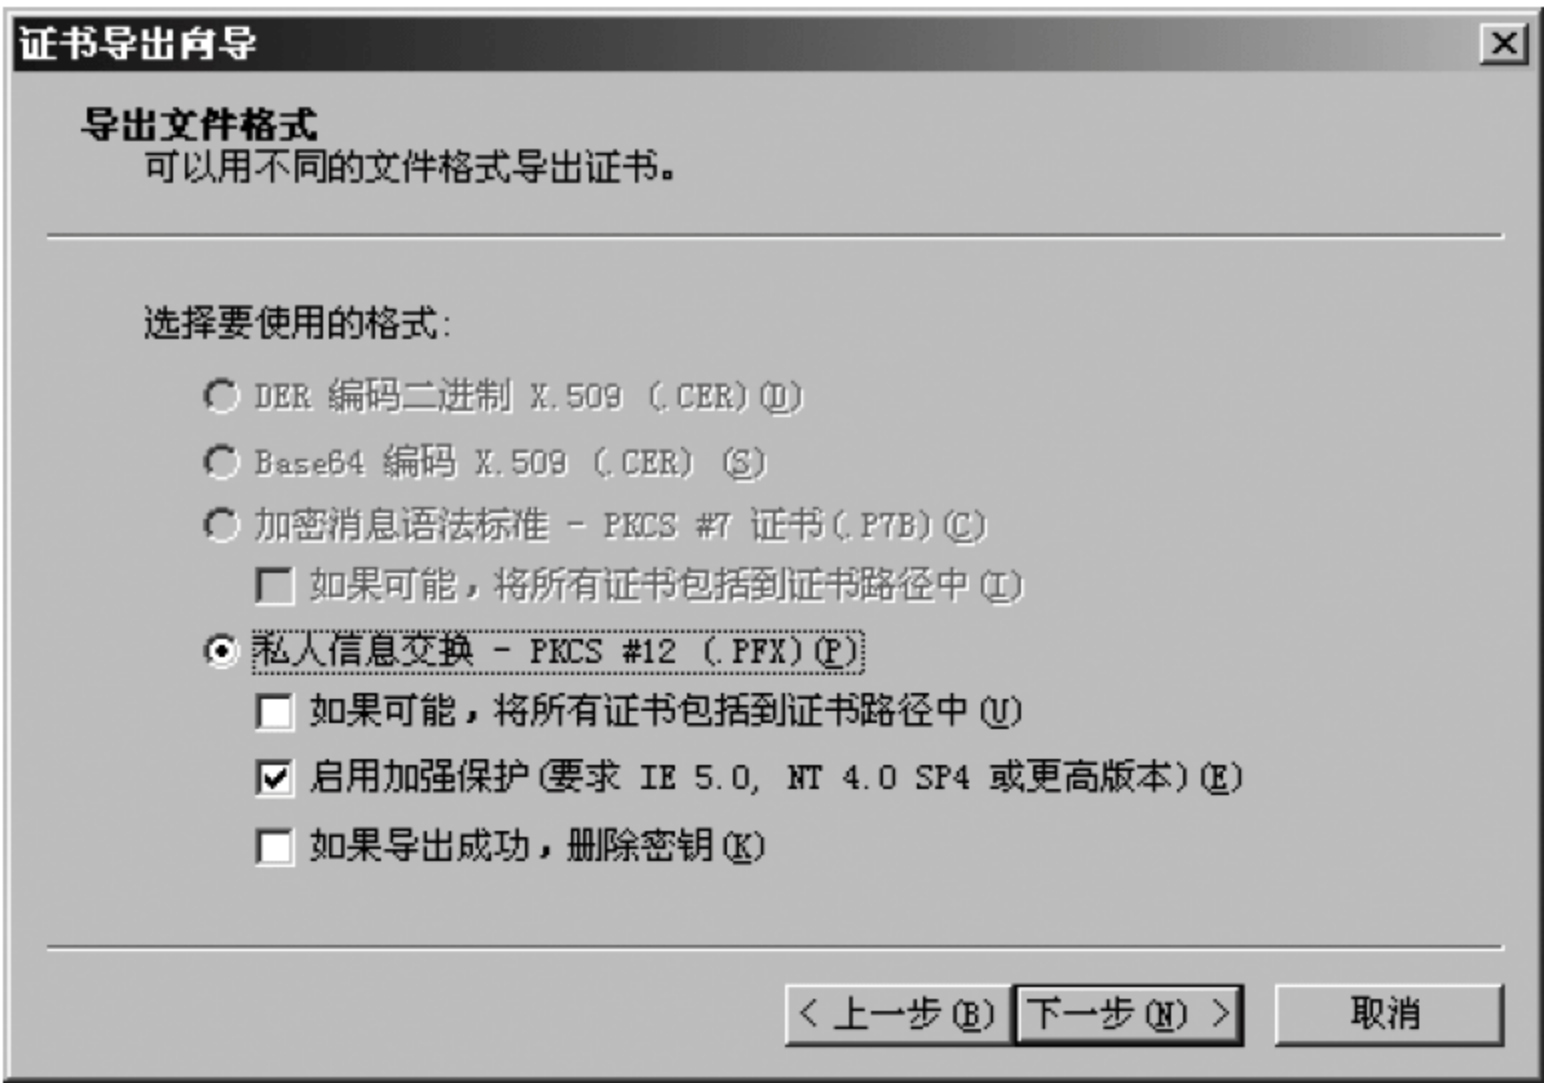 证书导出向导
导出文件格式
可以用不同的文件格式导出证书。
选择要使用的格式:
DER 编码二进制 X.509 (.CER)(D)
Base64 编码 X.509 (.CER) (S)
加密消息语法标准 - PKCS #7 证书(.P7B)(C)
如果可能，将所有证书包括到证书路径中(I)
私人信息交换 - PKCS #12 (.PFX)(P)
如果可能，将所有证书包括到证书路径中(U)
启用加强保护(要求 IE 5.0, NT 4.0 SP4 或更高版本)(E)
如果导出成功，删除密钥(K)
< 上一步(B) 下一步(N) > 取消